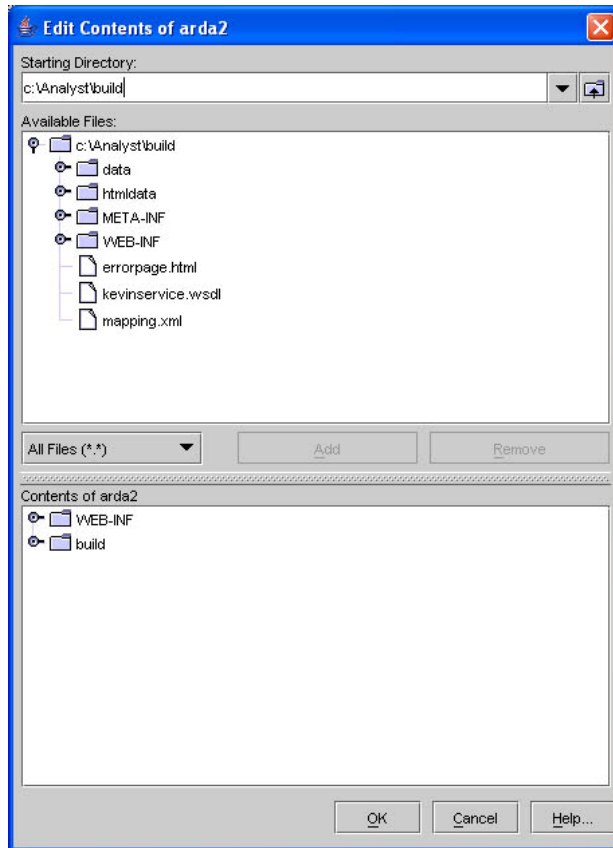 Edit Contents of arda2
Starting Directory:
c:\Analyst\build
Available Files:
c:\Analyst\build
data
htmldata
META-INF
WEB-INF
errorpage.html
kevinservice.wsdl
mapping.xml
All Files (*.*)
Add
Remove
Contents of arda2
WEB-INF
build
OK
Cancel
Help...